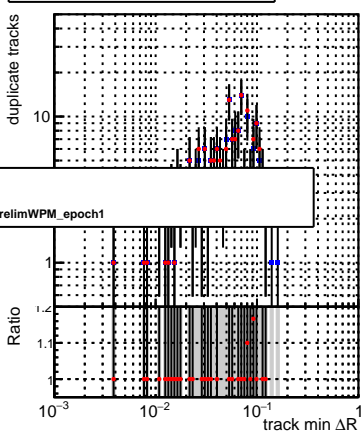 duplicate tracks
10
relimWPM_epoch1
1
Ratio
1.2
1.1
1
10⁻³
10⁻²
10⁻¹
1
track min ΔR